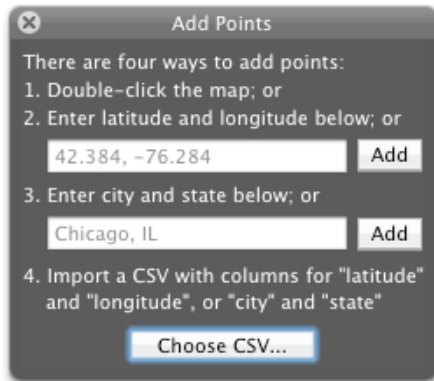 Add Points
There are four ways to add points:
1. Double-click the map; or
2. Enter latitude and longitude below; or
42.384, -76.284
Add
3. Enter city and state below; or
Chicago, IL
Add
4. Import a CSV with columns for "latitude"
and "longitude", or "city" and "state"
Choose CSV...